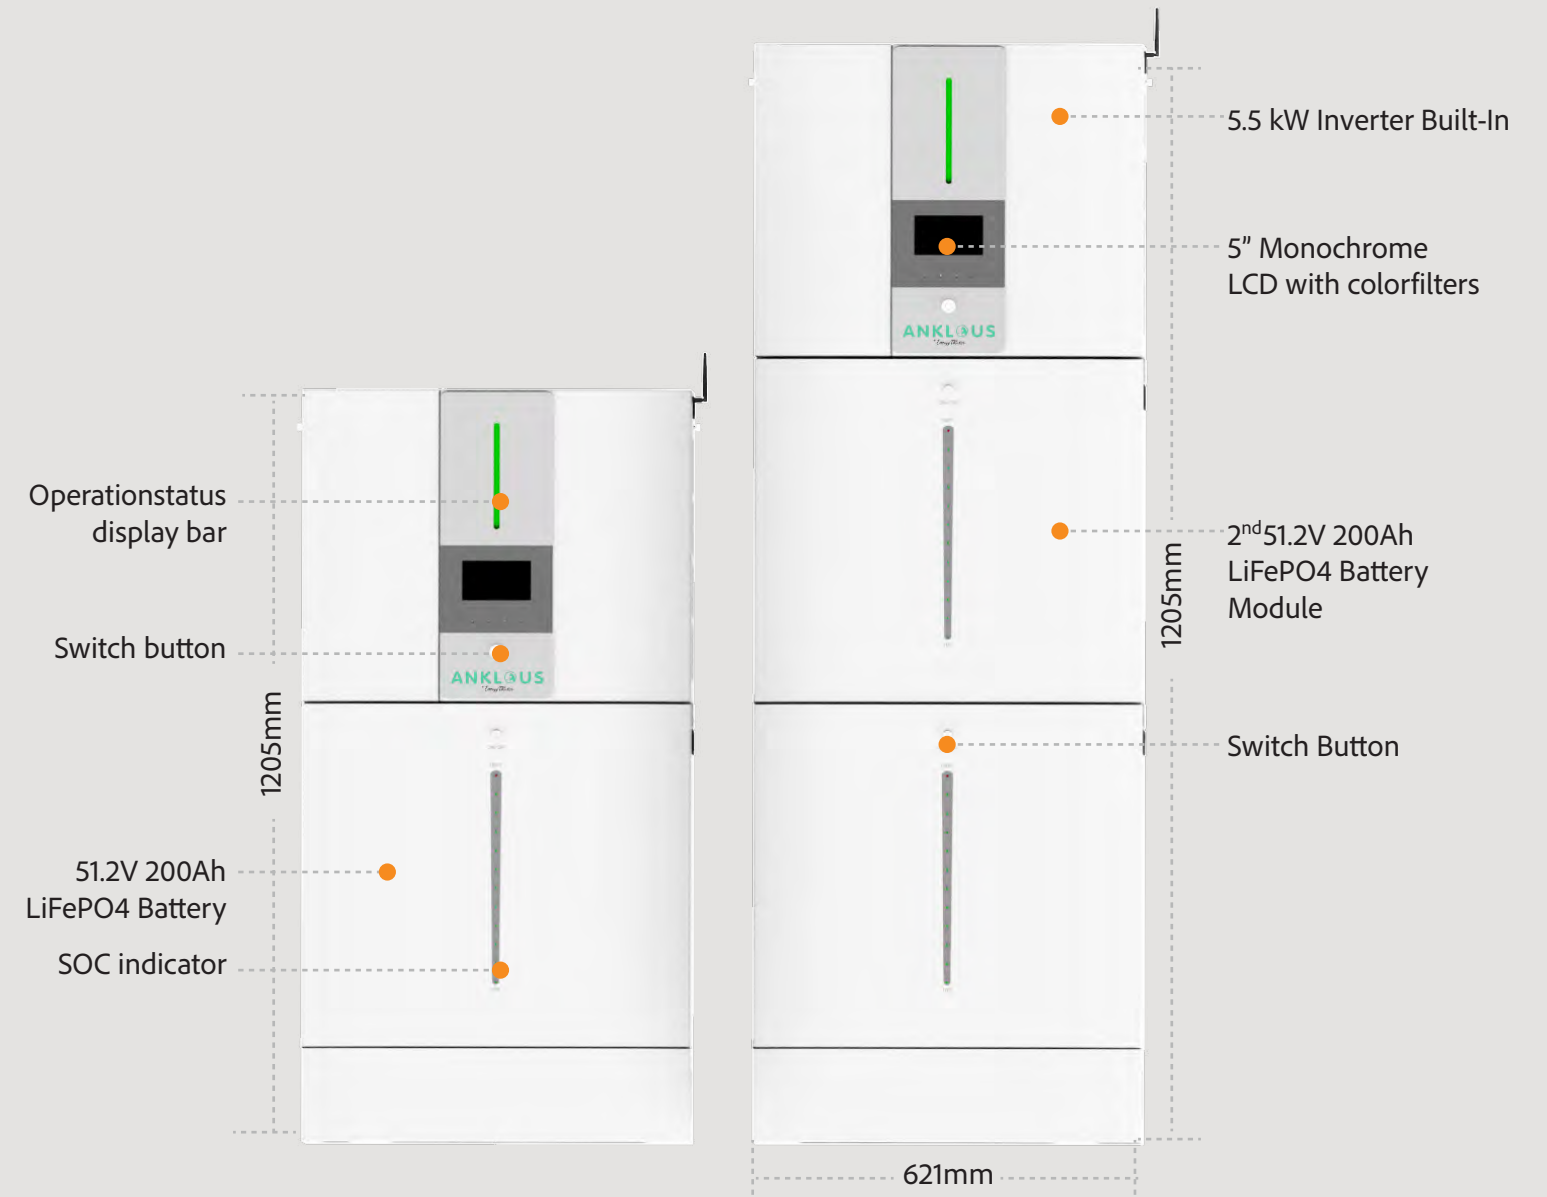 5.5 kW Inverter Built-In
5” Monochrome
LCD with colorfilters
ANKLOUS
Operationstatus
display bar
2nd51.2V 200Ah
LiFePO4 Battery
Module
1205mm
Switch button
ANKLOUS
1205mm
Switch Button
51.2V 200Ah
LiFePO4 Battery
SOC indicator
621mm